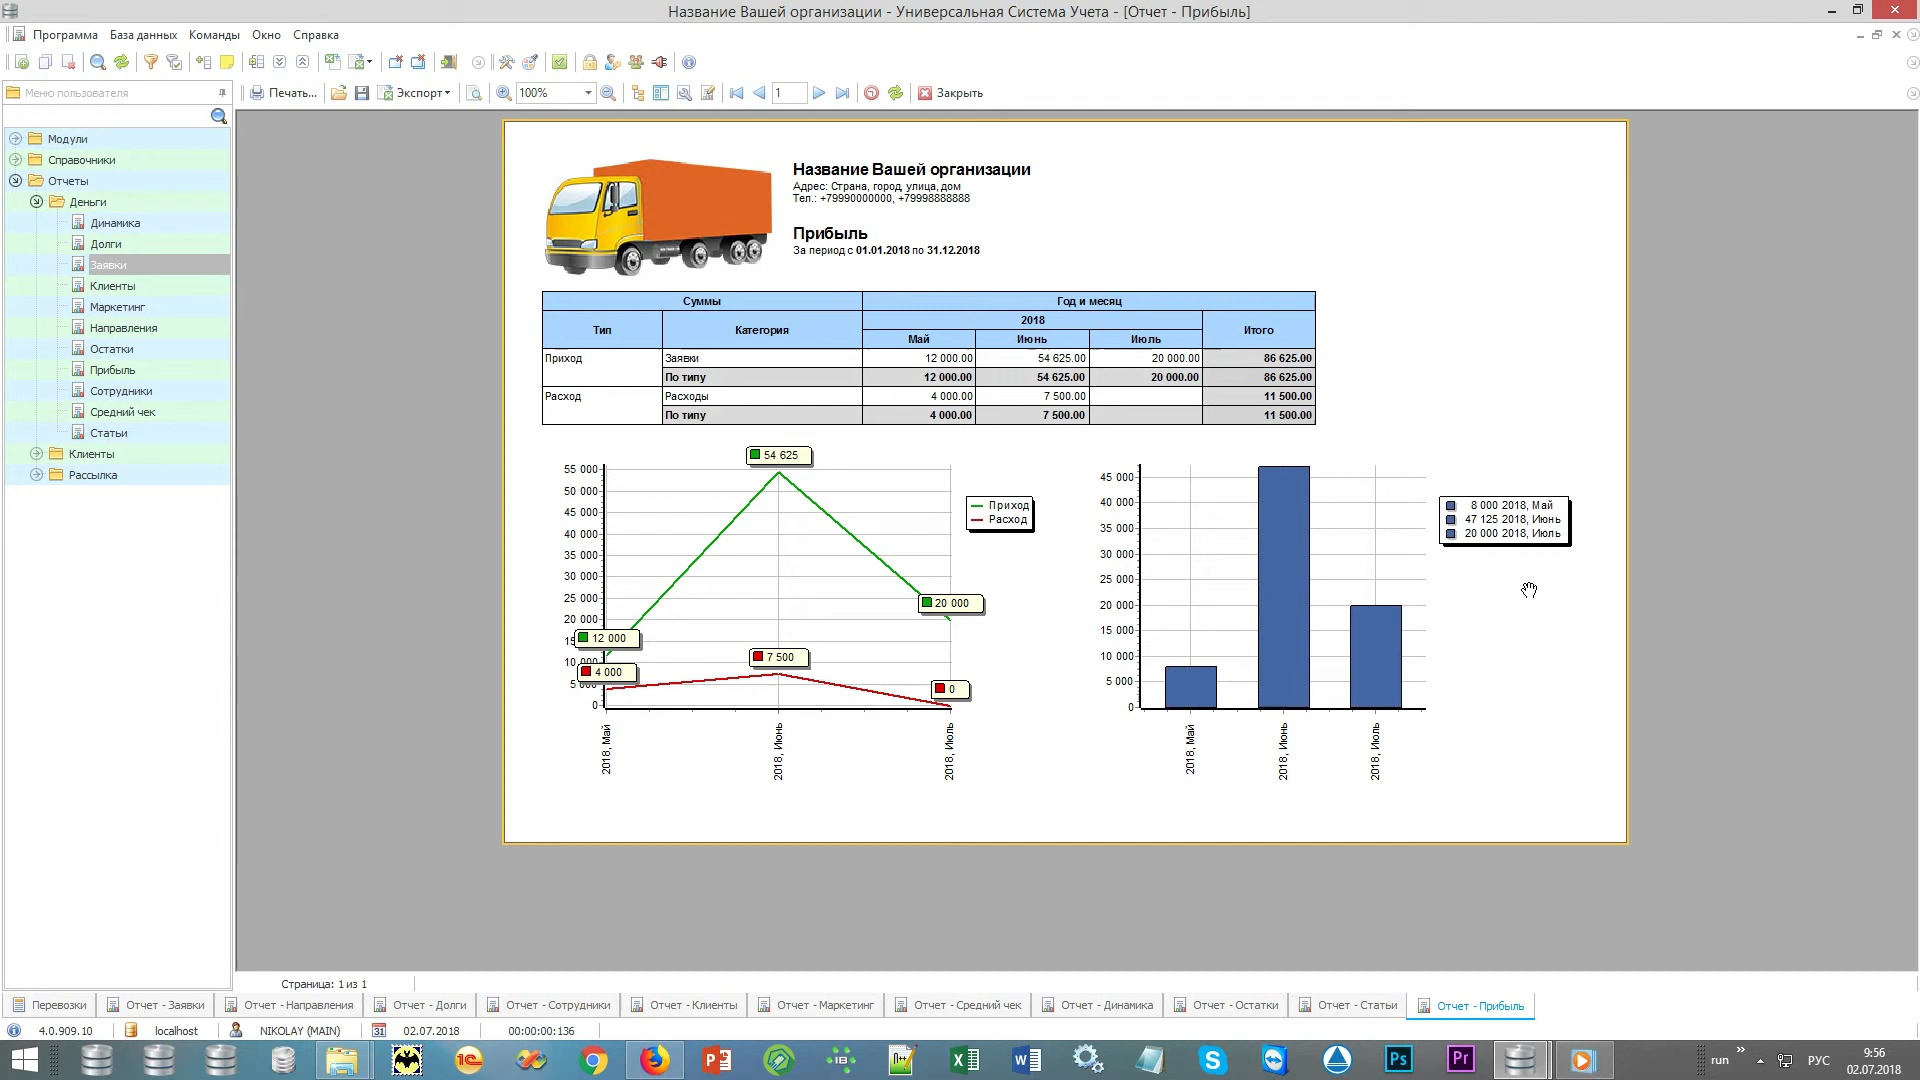 Название Вашей организации - Универсальная Система Учета - [Отчет - Прибыль]
Программа База данных Команды Окно Справка
Меню пользователя
Печать... Экспорт 100% 1 Закрыть
Модули
Справочники
Отчеты
Деньги
Динамика
Долги
Заявки
Клиенты
Маркетинг
Направления
Остатки
Прибыль
Сотрудники
Средний чек
Статьи
Клиенты
Рассылка
Название Вашей организации
Адрес: Страна, город, улица, дом
Тел.: +79990000000, +79998888888
Прибыль
За период с 01.01.2018 по 31.12.2018
Суммы Год и месяц
Тип Категория 2018 Итого
Май Июнь Июль
Приход Заявки 12 000.00 54 625.00 20 000.00 86 625.00
По типу 12 000.00 54 625.00 20 000.00 86 625.00
Расход Расходы 4 000.00 7 500.00 11 500.00
По типу 4 000.00 7 500.00 11 500.00
55 000
50 000
45 000
40 000
35 000
30 000
25 000
20 000
15
10 000
5 000
0
54 625
12 000
20 000
4 000
7 500
0
2018, Май
2018, Июнь
2018, Июль
Приход
Расход
45 000
40 000
35 000
30 000
25 000
20 000
15 000
10 000
5 000
0
2018, Май
2018, Июнь
2018, Июль
8 000 2018, Май
47 125 2018, Июнь
20 000 2018, Июль
Страница: 1 из 1
Перевозки Отчет - Заявки Отчет - Направления Отчет - Долги Отчет - Сотрудники Отчет - Клиенты Отчет - Маркетинг Отчет - Средний чек Отчет - Динамика Отчет - Остатки Отчет - Статьи Отчет - Прибыль
4.0.909.10 localhost NIKOLAY (MAIN) 31 02.07.2018 00:00:00:136
run РУС 9:56
02.07.2018